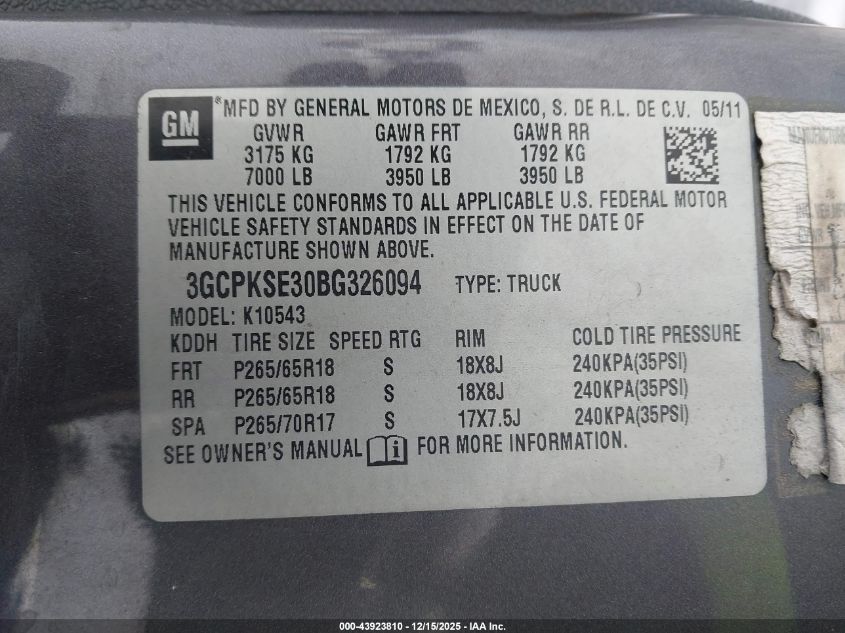 GM
® MFD BY GENERAL MOTORS DE MEXICO, S. DE R.L. DE C.V. 05/11
GVWR GAWR FRT GAWR RR
3175 KG 1792 KG 1792 KG
7000 LB 3950 LB 3950 LB
THIS VEHICLE CONFORMS TO ALL APPLICABLE U.S. FEDERAL MOTOR
VEHICLE SAFETY STANDARDS IN EFFECT ON THE DATE OF
MANUFACTURE SHOWN ABOVE.
3GCPKSE30BG326094 TYPE: TRUCK
MODEL: K10543
KDDH TIRE SIZE SPEED RTG RIM COLD TIRE PRESSURE
FRT P265/65R18 S 18X8J 240KPA(35PSI)
RR P265/65R18 S 18X8J 240KPA(35PSI)
SPA P265/70R17 S 17X7.5J 240KPA(35PSI)
SEE OWNER'S MANUAL i FOR MORE INFORMATION.
000-43923810 - 12/15/2025 - IAA Inc.